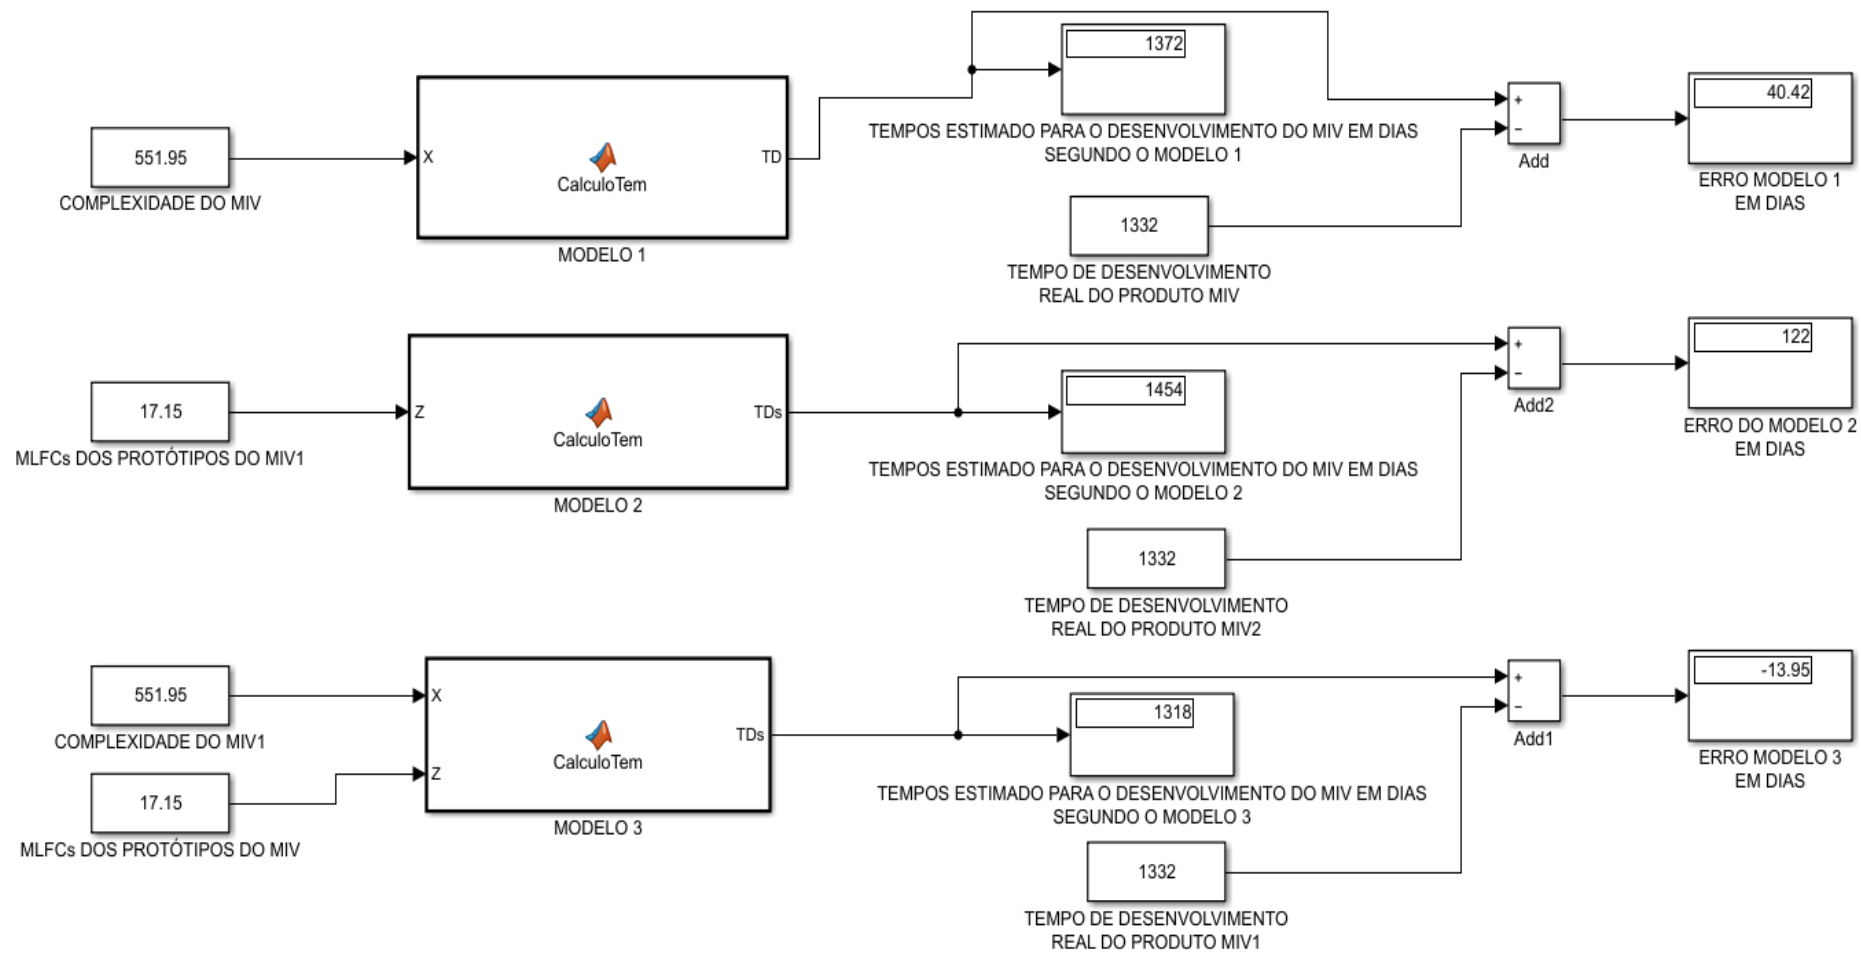 551.95
COMPLEXIDADE DO MIV
X
CalculoTem
TD
MODELO 1
1372
TEMPOS ESTIMADO PARA O DESENVOLVIMENTO DO MIV EM DIAS
SEGUNDO O MODELO 1
1332
TEMPO DE DESENVOLVIMENTO
REAL DO PRODUTO MIV
+
−
Add
40.42
ERRO MODELO 1
EM DIAS
17.15
MLFCs DOS PROTÓTIPOS DO MIV1
Z
CalculoTem
TDs
MODELO 2
1454
TEMPOS ESTIMADO PARA O DESENVOLVIMENTO DO MIV EM DIAS
SEGUNDO O MODELO 2
1332
TEMPO DE DESENVOLVIMENTO
REAL DO PRODUTO MIV2
+
−
Add2
122
ERRO DO MODELO 2
EM DIAS
551.95
COMPLEXIDADE DO MIV1
17.15
MLFCs DOS PROTÓTIPOS DO MIV
X
Z
CalculoTem
TDs
MODELO 3
1318
TEMPOS ESTIMADO PARA O DESENVOLVIMENTO DO MIV EM DIAS
SEGUNDO O MODELO 3
1332
TEMPO DE DESENVOLVIMENTO
REAL DO PRODUTO MIV1
+
−
Add1
-13.95
ERRO MODELO 3
EM DIAS